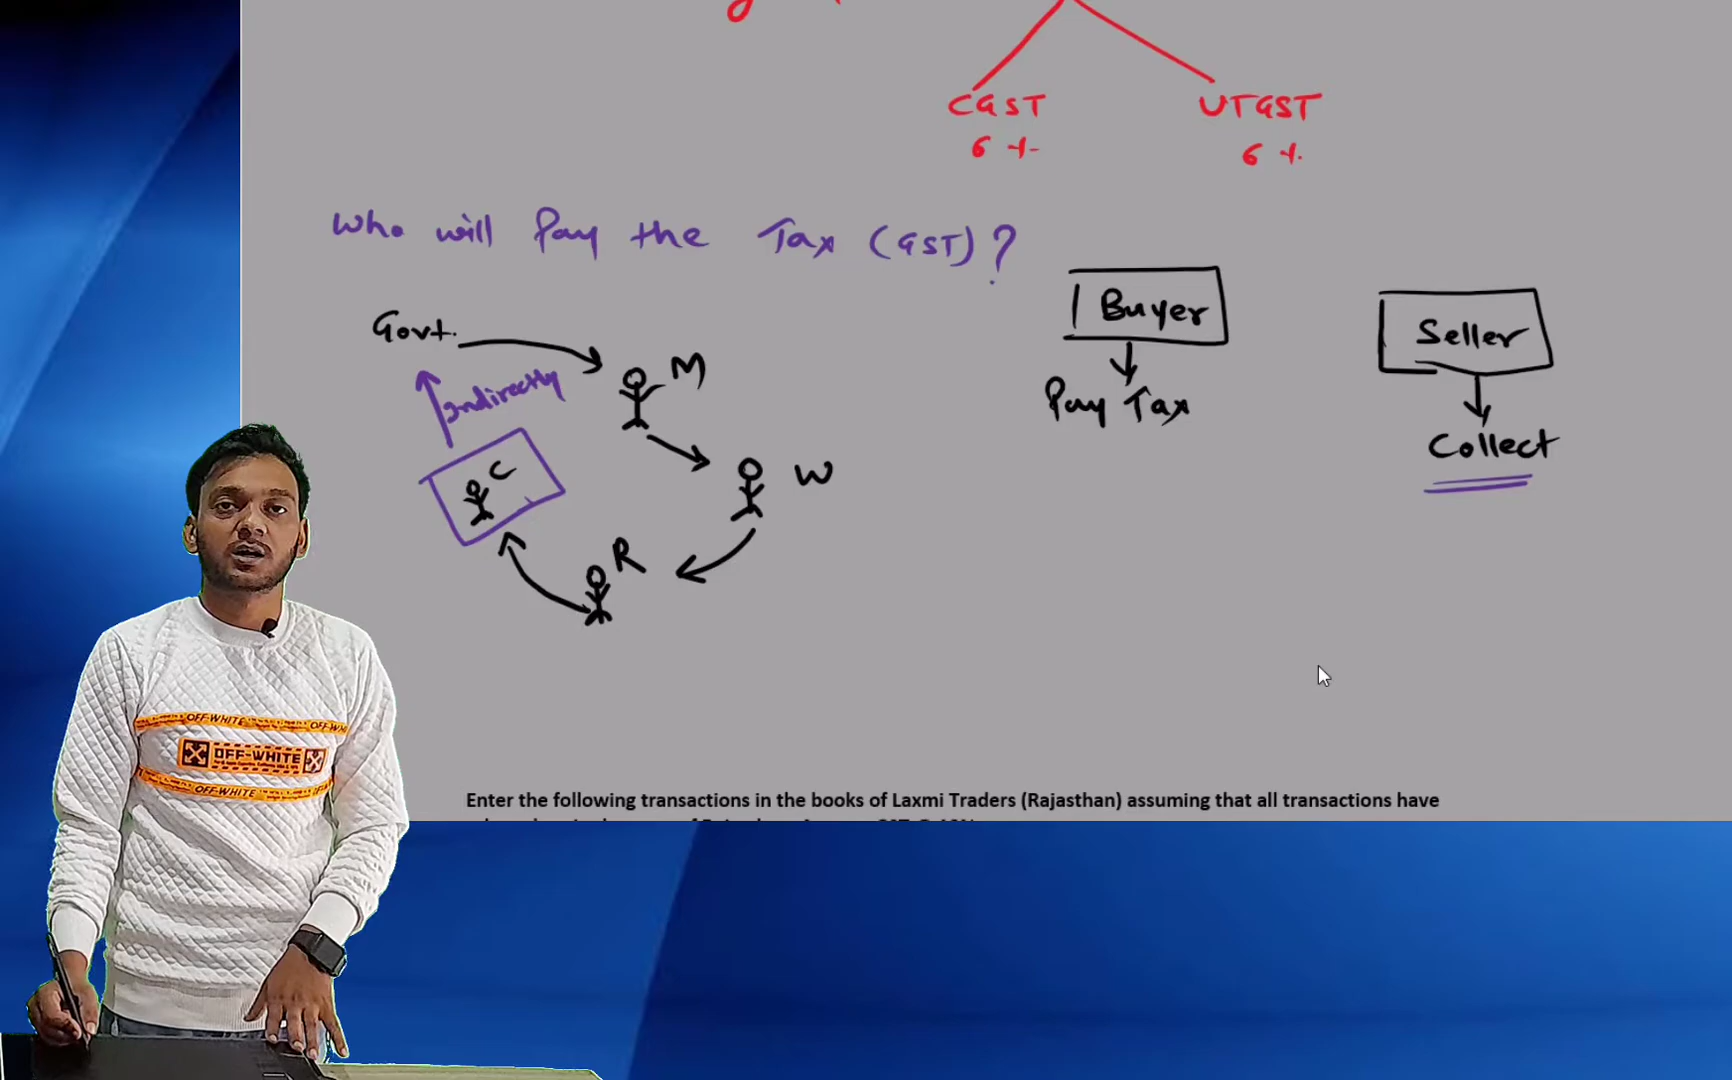 CGST
UTGST
6 %
6 %
Who will Pay the Tax (GST)?
Govt.
M
Indirectly
C
W
R
Buyer
Pay Tax
Seller
Collect
OFF-WHITE
OFF-WHITE
OFF-WHITE
Enter the following transactions in the books of Laxmi Traders (Rajasthan) assuming that all transactions have